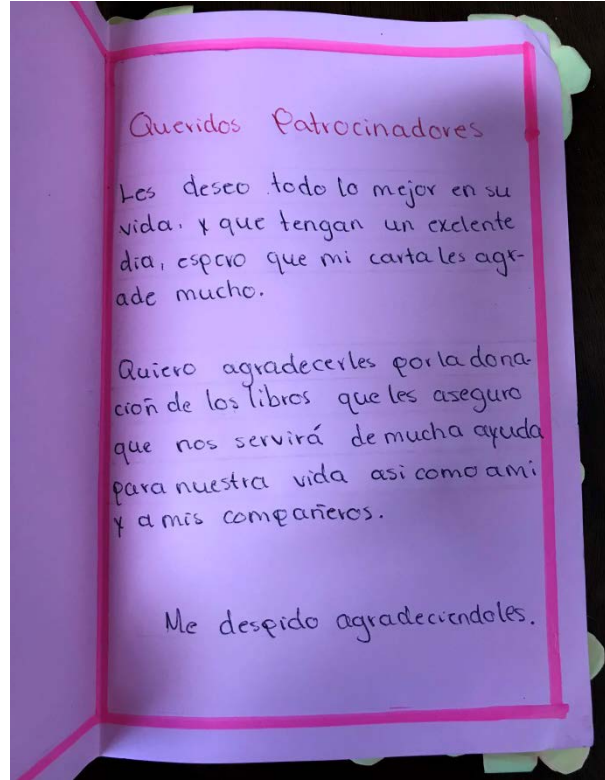 Queridos Patrocinadores
Les deseo todo lo mejor en su
vida. y que tengan un exelente
dia, espero que mi carta les agr-
ade mucho.
Quiero agradecerles por la dona-
cioñ de los libros que les aseguro
que nos servirá de mucha ayuda
para nuestra vida asi como ami
y a mis compañeros.
Me despido agradeciendoles.